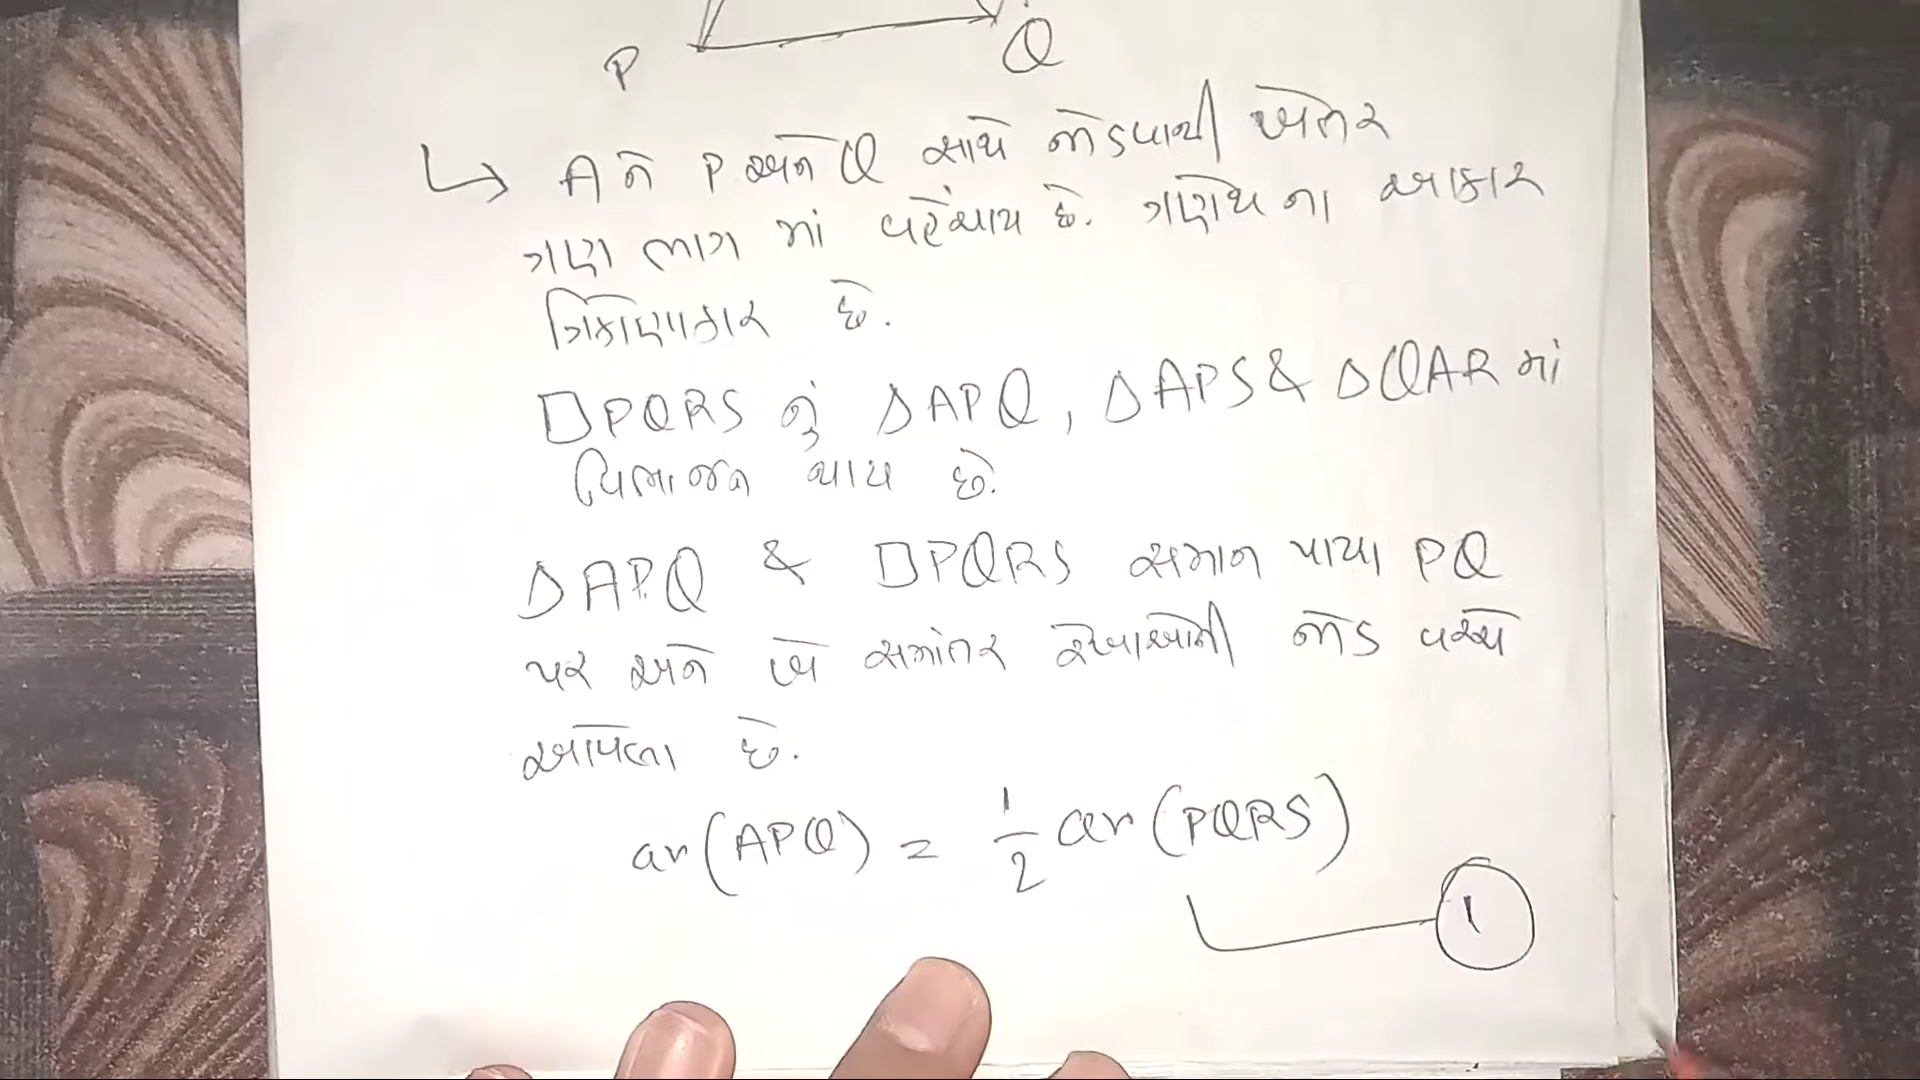 P Q
A ને P અને Q સાથે જોડવાથી ખેતર
ત્રણ ભાગ માં વહેંચાય છે. ત્રણેય ના આકાર
ત્રિકોણાકાર છે.
□PQRS નું ΔAPQ, ΔAPS & ΔQAR માં
વિભાજન થાય છે.
ΔAPQ & □PQRS સમાન પાયા PQ
પર અને બે સમાંતર રેખાઓની જોડ વચ્ચે
આવેલા છે.
ar(APQ) = 1/2 ar(PQRS)
1